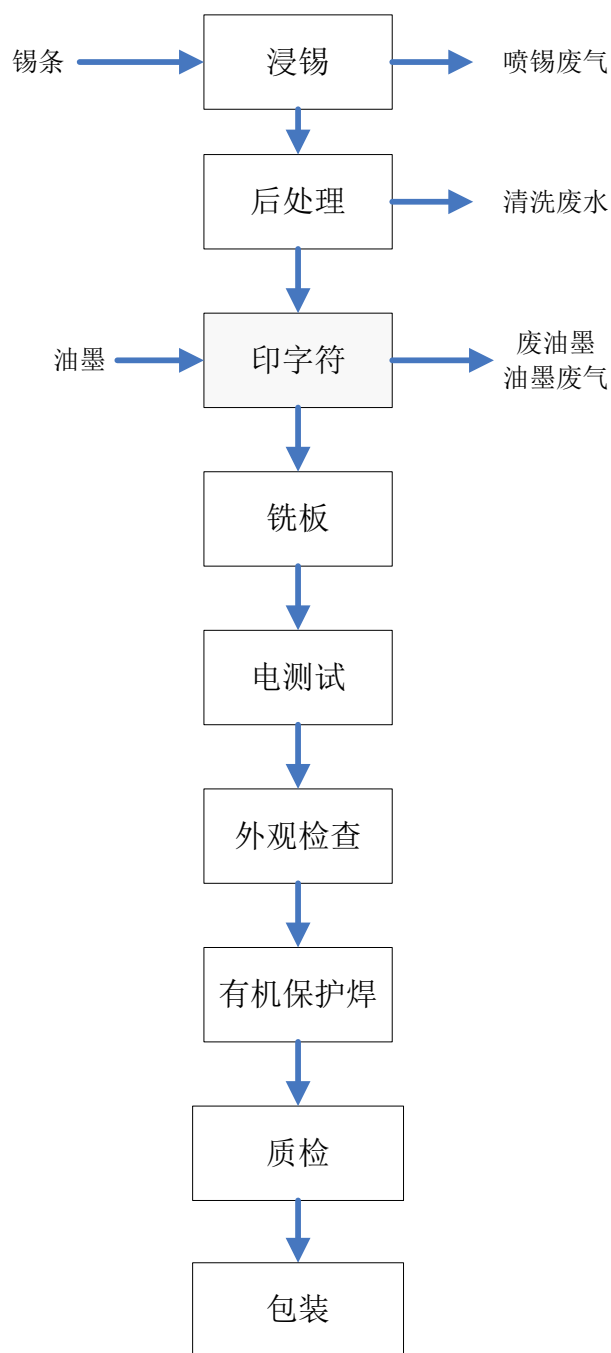 锡条
浸锡
喷锡废气
后处理
清洗废水
油墨
印字符
废油墨
油墨废气
铣板
电测试
外观检查
有机保护焊
质检
包装